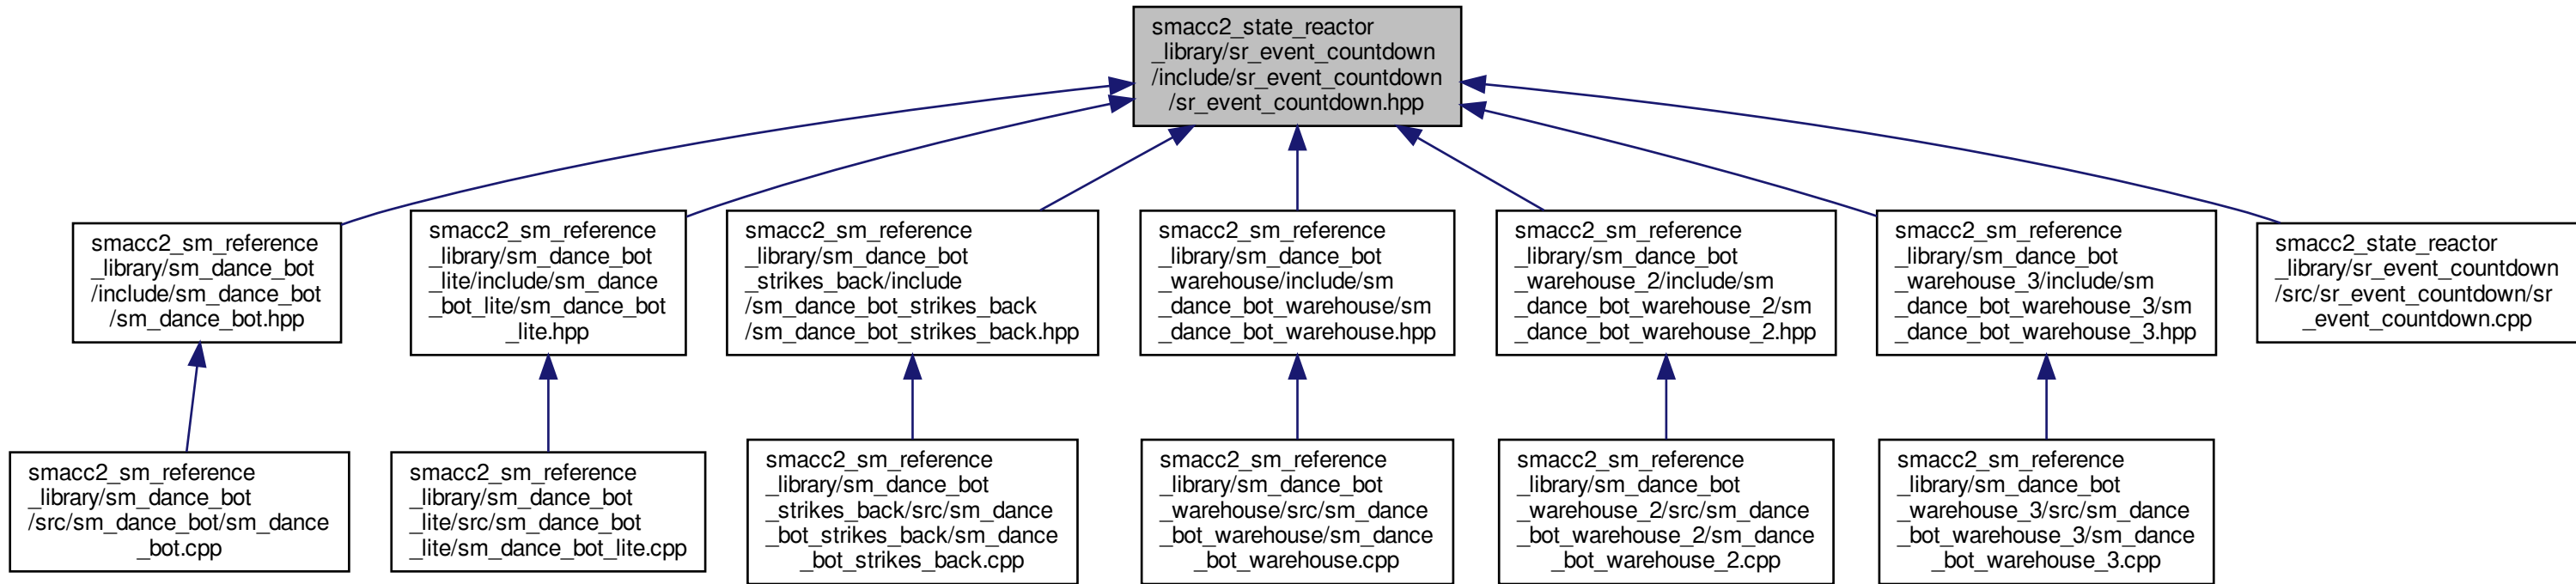 smacc2_state_reactor
_library/sr_event_countdown
/include/sr_event_countdown
/sr_event_countdown.hpp
smacc2_sm_reference
_library/sm_dance_bot
/include/sm_dance_bot
/sm_dance_bot.hpp
smacc2_sm_reference
_library/sm_dance_bot
_lite/include/sm_dance
_bot_lite/sm_dance_bot
_lite.hpp
smacc2_sm_reference
_library/sm_dance_bot
_strikes_back/include
/sm_dance_bot_strikes_back
/sm_dance_bot_strikes_back.hpp
smacc2_sm_reference
_library/sm_dance_bot
_warehouse/include/sm
_dance_bot_warehouse/sm
_dance_bot_warehouse.hpp
smacc2_sm_reference
_library/sm_dance_bot
_warehouse_2/include/sm
_dance_bot_warehouse_2/sm
_dance_bot_warehouse_2.hpp
smacc2_sm_reference
_library/sm_dance_bot
_warehouse_3/include/sm
_dance_bot_warehouse_3/sm
_dance_bot_warehouse_3.hpp
smacc2_state_reactor
_library/sr_event_countdown
/src/sr_event_countdown/sr
_event_countdown.cpp
smacc2_sm_reference
_library/sm_dance_bot
/src/sm_dance_bot/sm_dance
_bot.cpp
smacc2_sm_reference
_library/sm_dance_bot
_lite/src/sm_dance_bot
_lite/sm_dance_bot_lite.cpp
smacc2_sm_reference
_library/sm_dance_bot
_strikes_back/src/sm_dance
_bot_strikes_back/sm_dance
_bot_strikes_back.cpp
smacc2_sm_reference
_library/sm_dance_bot
_warehouse/src/sm_dance
_bot_warehouse/sm_dance
_bot_warehouse.cpp
smacc2_sm_reference
_library/sm_dance_bot
_warehouse_2/src/sm_dance
_bot_warehouse_2/sm_dance
_bot_warehouse_2.cpp
smacc2_sm_reference
_library/sm_dance_bot
_warehouse_3/src/sm_dance
_bot_warehouse_3/sm_dance
_bot_warehouse_3.cpp